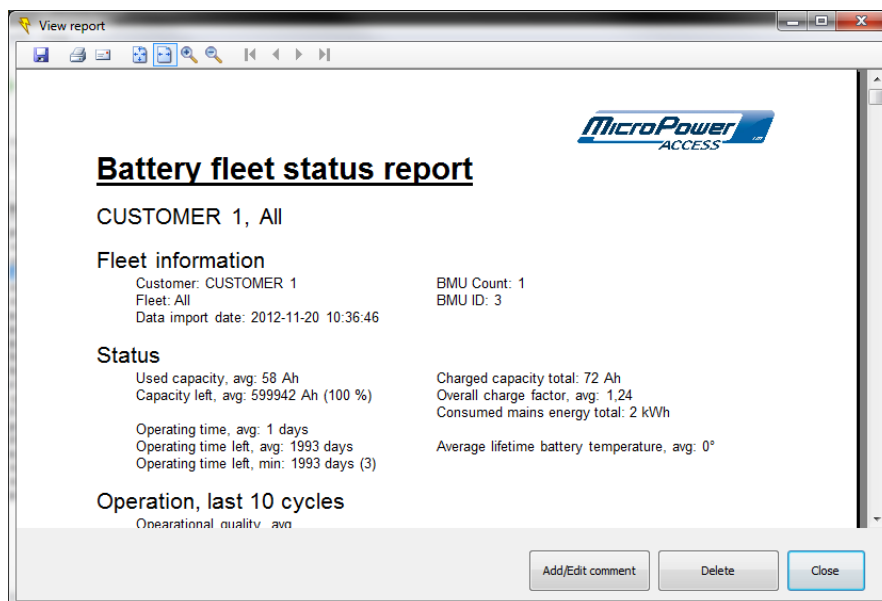 View report
MicroPower
ACCESS
Battery fleet status report
CUSTOMER 1, All
Fleet information
Customer: CUSTOMER 1
BMU Count: 1
Fleet: All
BMU ID: 3
Data import date: 2012-11-20 10:36:46
Status
Used capacity, avg: 58 Ah
Charged capacity total: 72 Ah
Capacity left, avg: 599942 Ah (100 %)
Overall charge factor, avg: 1,24
Consumed mains energy total: 2 kWh
Operating time, avg: 1 days
Operating time left, avg: 1993 days
Average lifetime battery temperature, avg: 0°
Operating time left, min: 1993 days (3)
Operation, last 10 cycles
Opearational quality, avg
Add/Edit comment
Delete
Close